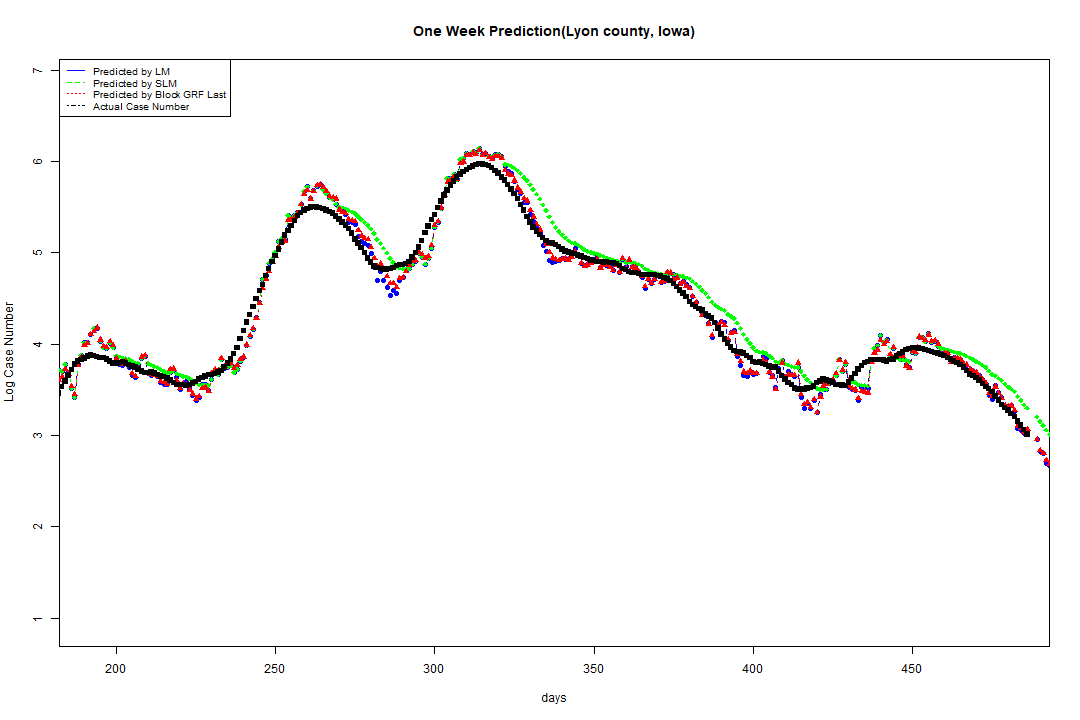 One Week Prediction(Lyon county, Iowa)
Predicted by LM
Predicted by SLM
Predicted by Block GRF Last
Actual Case Number
7
6
5
4
3
2
1
Log Case Number
200 250 300 350 400 450
days